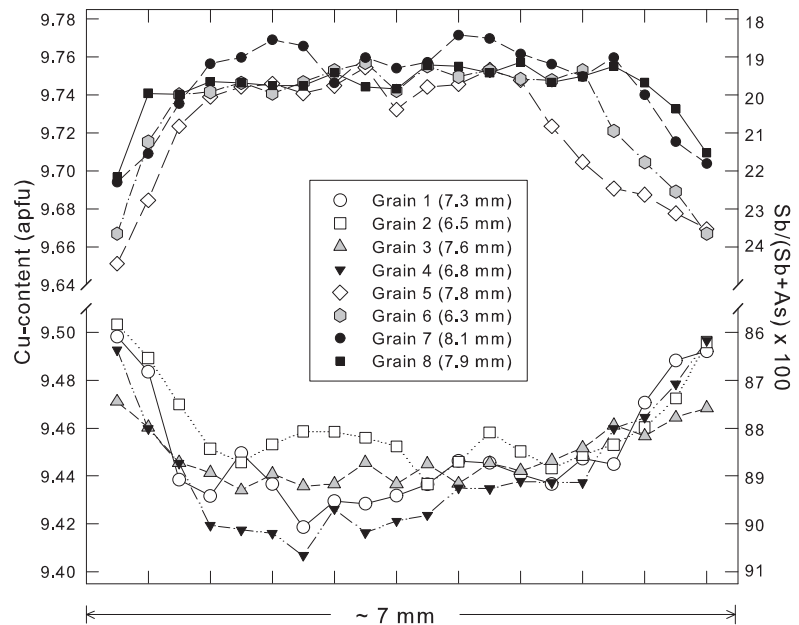 9.78
9.76
9.74
9.72
9.70
9.68
9.66
9.64
9.50
9.48
9.46
9.44
9.42
9.40
Cu-content (apfu)
Grain 1 (7.3 mm)
Grain 2 (6.5 mm)
Grain 3 (7.6 mm)
Grain 4 (6.8 mm)
Grain 5 (7.8 mm)
Grain 6 (6.3 mm)
Grain 7 (8.1 mm)
Grain 8 (7.9 mm)
18
19
20
21
22
23
24
86
87
88
89
90
91
Sb/(Sb+As) x 100
~ 7 mm